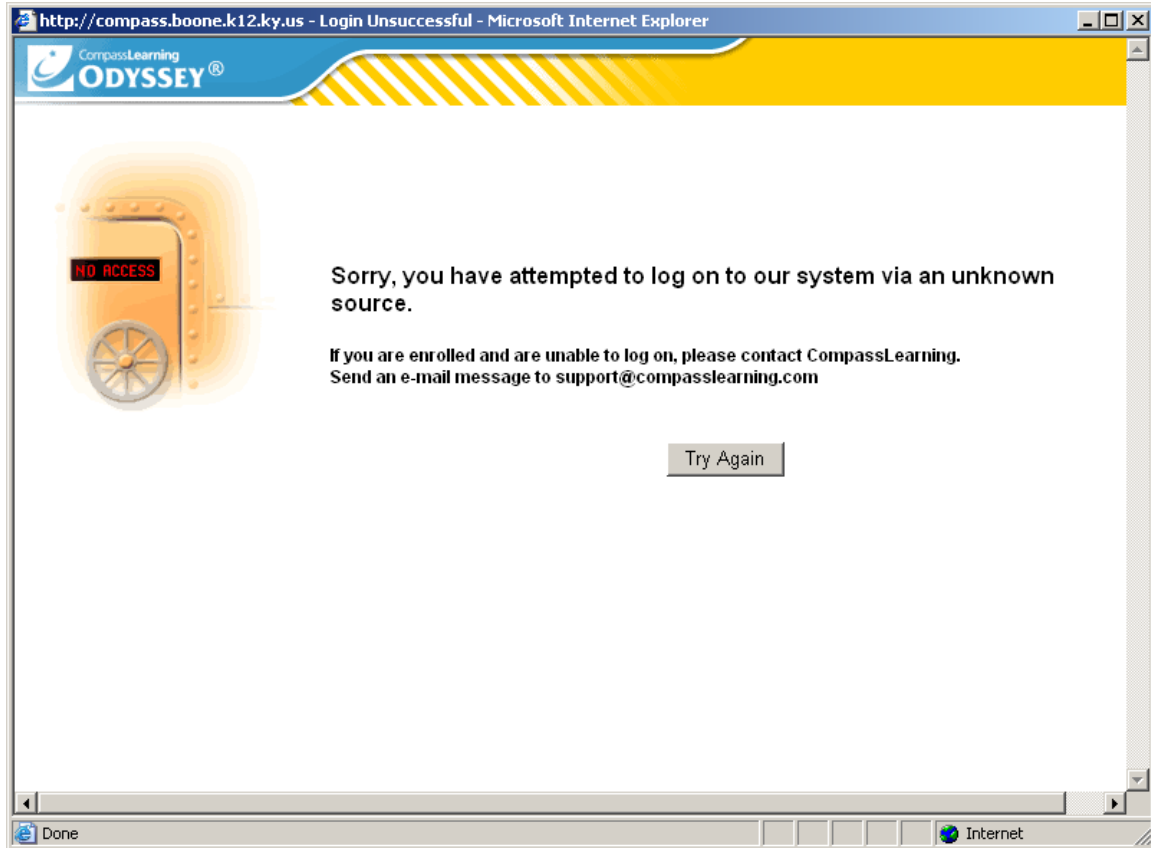 http://compass.boone.k12.ky.us - Login Unsuccessful - Microsoft Internet Explorer
CompassLearning
ODYSSEY®
NO ACCESS
Sorry, you have attempted to log on to our system via an unknown
source.
If you are enrolled and are unable to log on, please contact CompassLearning.
Send an e-mail message to support@compasslearning.com
Try Again
Done
Internet